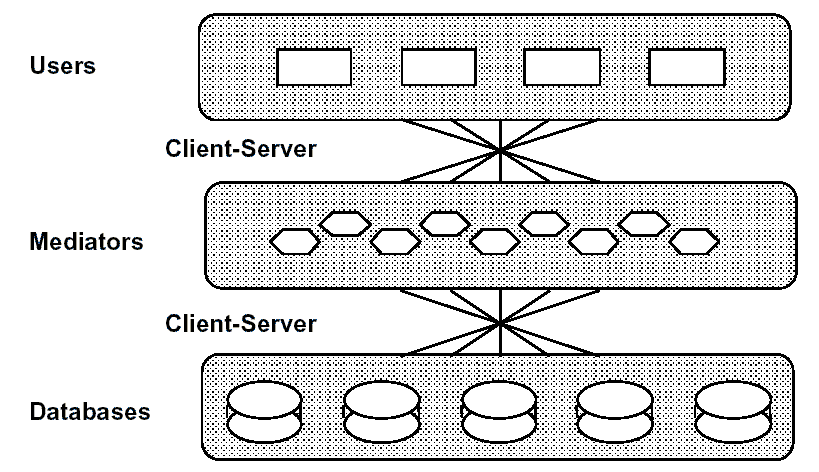 Users
Client-Server
Mediators
Client-Server
Databases